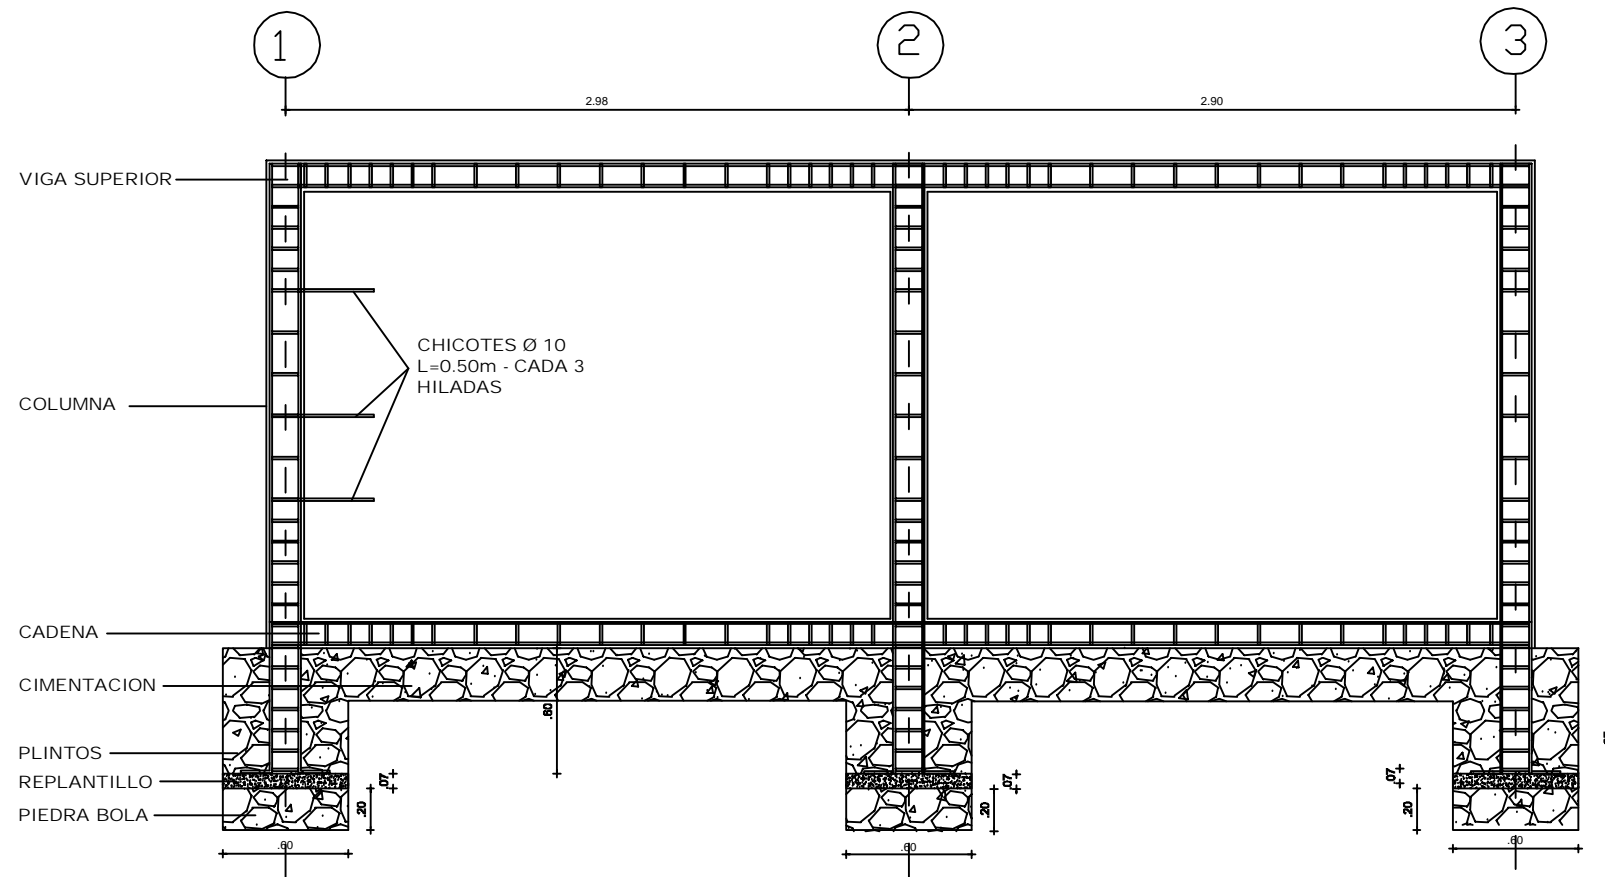 1
2
3
2.98
2.90
VIGA SUPERIOR
CHICOTES Ø 10
L=0.50m - CADA 3
HILADAS
COLUMNA
CADENA
CIMENTACION
.60
PLINTOS
REPLANTILLO
.07
.07
.07
PIEDRA BOLA
.20
.20
.20
.60
.60
.60